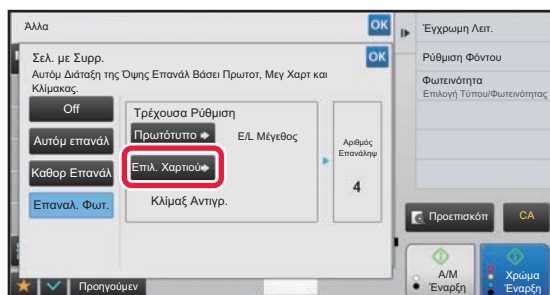 Άλλα
OK
Σελ. με Συρρ.
OK
Αυτόμ Διάταξη της Όψης Επανάλ Βάσει Πρωτοτ, Μεγ Χαρτ και
Κλίμακας.
Off
Αυτόμ επανάλ
Καθορ Επανάλ
Επαναλ. Φωτ.
Τρέχουσα Ρύθμιση
Πρωτότυπο
E/L Μέγεθος
Επιλ. Χαρτιού
Κλίμαξ Αντιγρ.
Αριθμός
Επανάληψ
4
Προηγούμεν
Έγχρωμη Λειτ.
Ρύθμιση Φόντου
Φωτεινότητα
Επιλογή Τύπου/Φωτεινότητας
Προεπισκόπ
CA
Α/Μ
Έναρξη
Χρώμα
Έναρξη